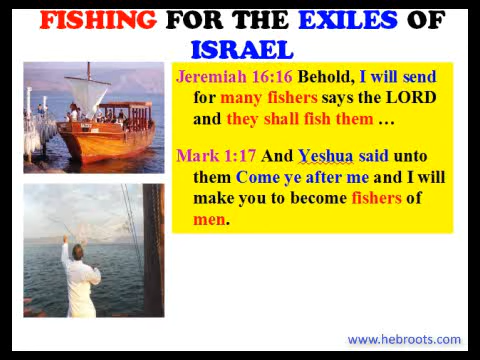 FISHING FOR THE EXILES OF
ISRAEL
Jeremiah 16:16 Behold, I will send
for many fishers says the LORD
and they shall fish them …
Mark 1:17 And Yeshua said unto
them Come ye after me and I will
make you to become fishers of
men.
www.hebroots.com